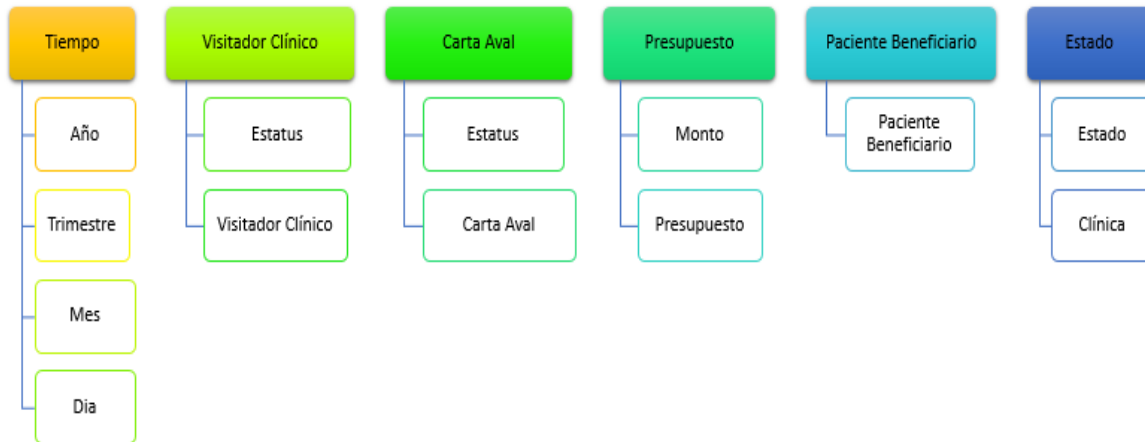 Tiempo
Visitador Clínico
Carta Aval
Presupuesto
Paciente Beneficiario
Estado
Año
Estatus
Estatus
Monto
Paciente
Beneficiario
Estado
Trimestre
Visitador Clínico
Carta Aval
Presupuesto
Clínica
Mes
Dia